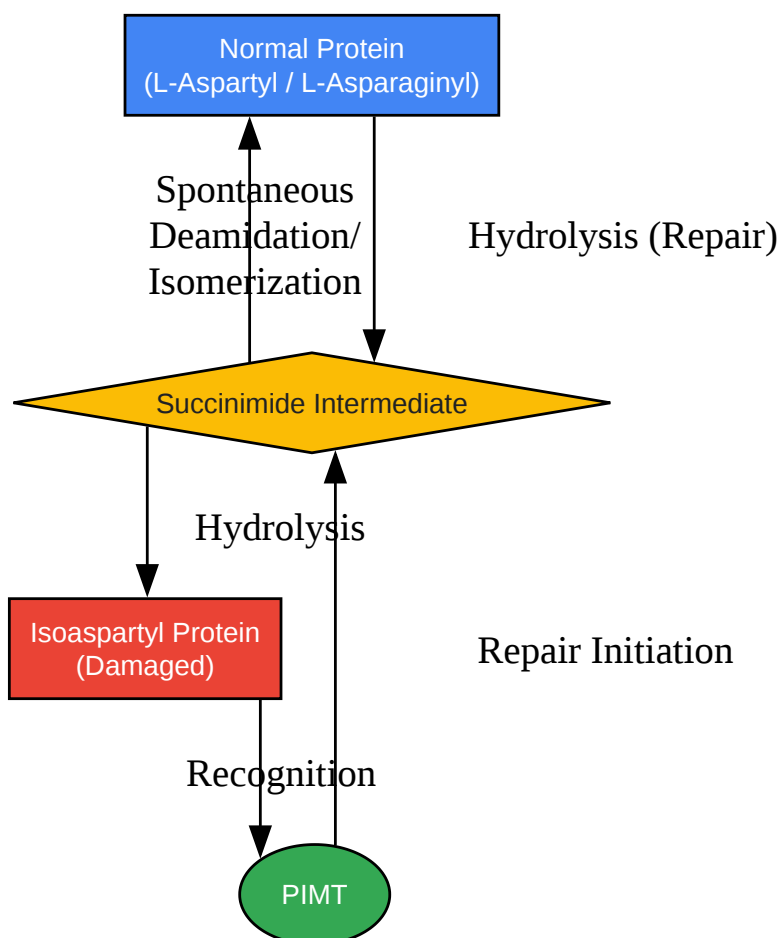 Normal Protein
(L-Aspartyl / L-Asparaginyl)
Spontaneous
Deamidation/
Isomerization
Hydrolysis (Repair)
Succinimide Intermediate
Hydrolysis
Isoaspartyl Protein
(Damaged)
Repair Initiation
Recognition
PIMT